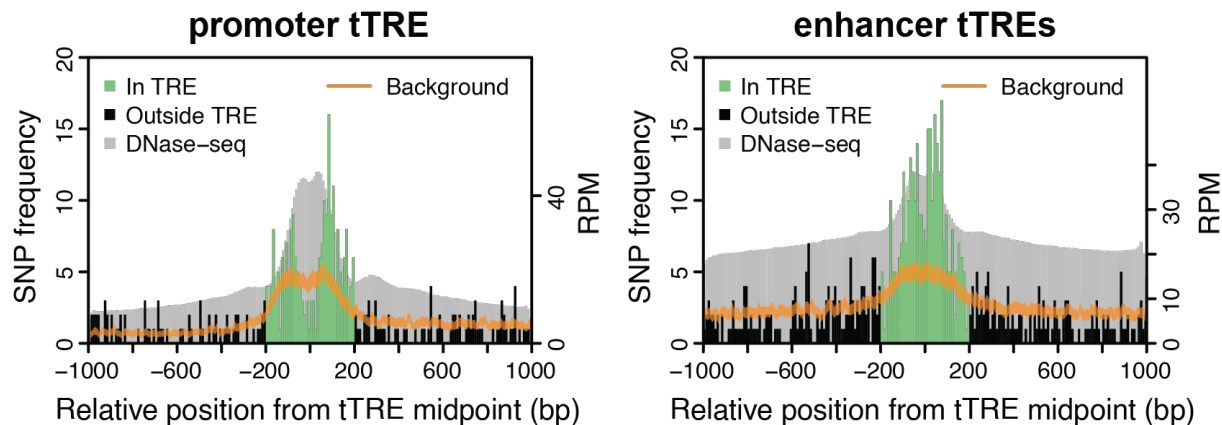 promoter tTRE
20
15
10
5
0
SNP frequency
In TRE
Outside TRE
DNase−seq
Background
40
0
RPM
−1000
−600
−200
200
600
1000
Relative position from tTRE midpoint (bp)
enhancer tTREs
20
15
10
5
0
SNP frequency
In TRE
Outside TRE
DNase−seq
Background
30
10
0
RPM
−1000
−600
−200
200
600
1000
Relative position from tTRE midpoint (bp)